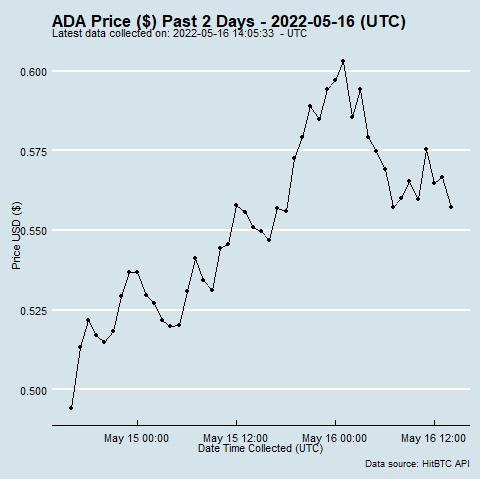 ADA Price ($) Past 2 Days - 2022-05-16 (UTC)
Latest data collected on: 2022-05-16 14:05:33  - UTC
0.600
0.575
0.550
0.525
0.500
Price USD ($)
May 15 00:00
May 15 12:00
May 16 00:00
May 16 12:00
Date Time Collected (UTC)
Data source: HitBTC API